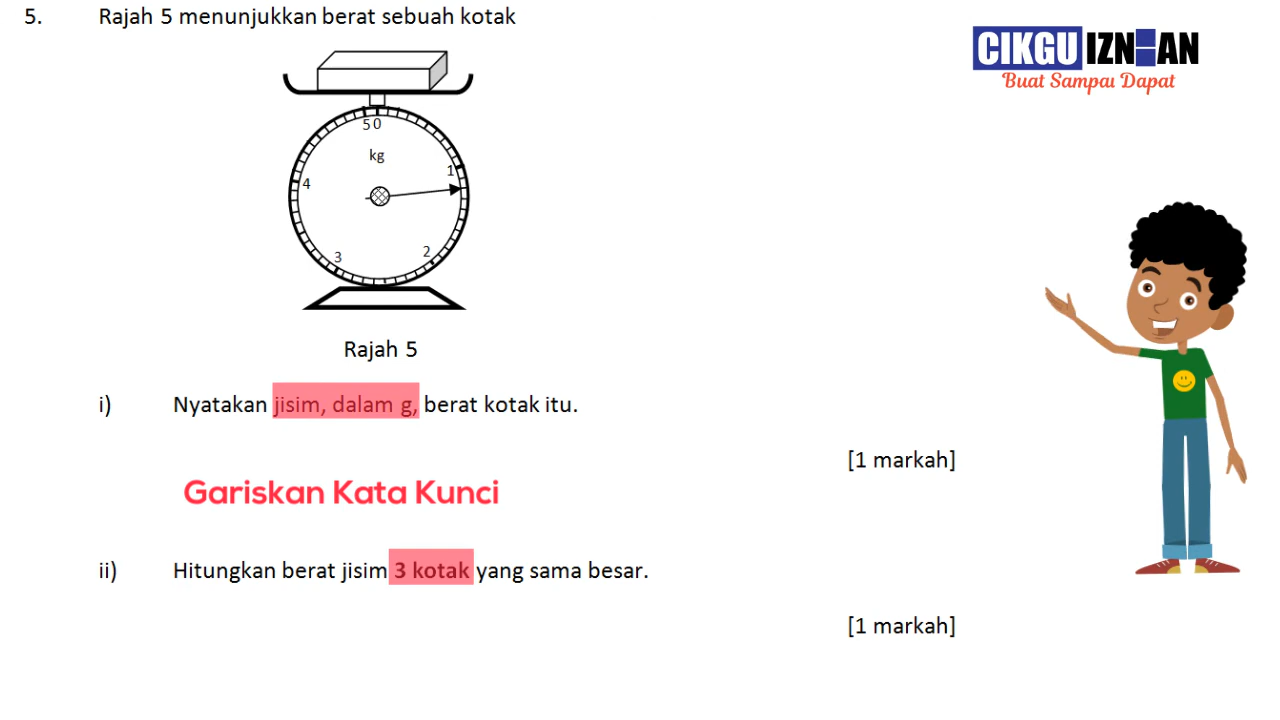 5. Rajah 5 menunjukkan berat sebuah kotak
CIKGU IZN AN
Buat Sampai Dapat
5 0
kg
1
4
2
3
Rajah 5
i) Nyatakan jisim, dalam g, berat kotak itu.
[1 markah]
Gariskan Kata Kunci
ii) Hitungkan berat jisim 3 kotak yang sama besar.
[1 markah]